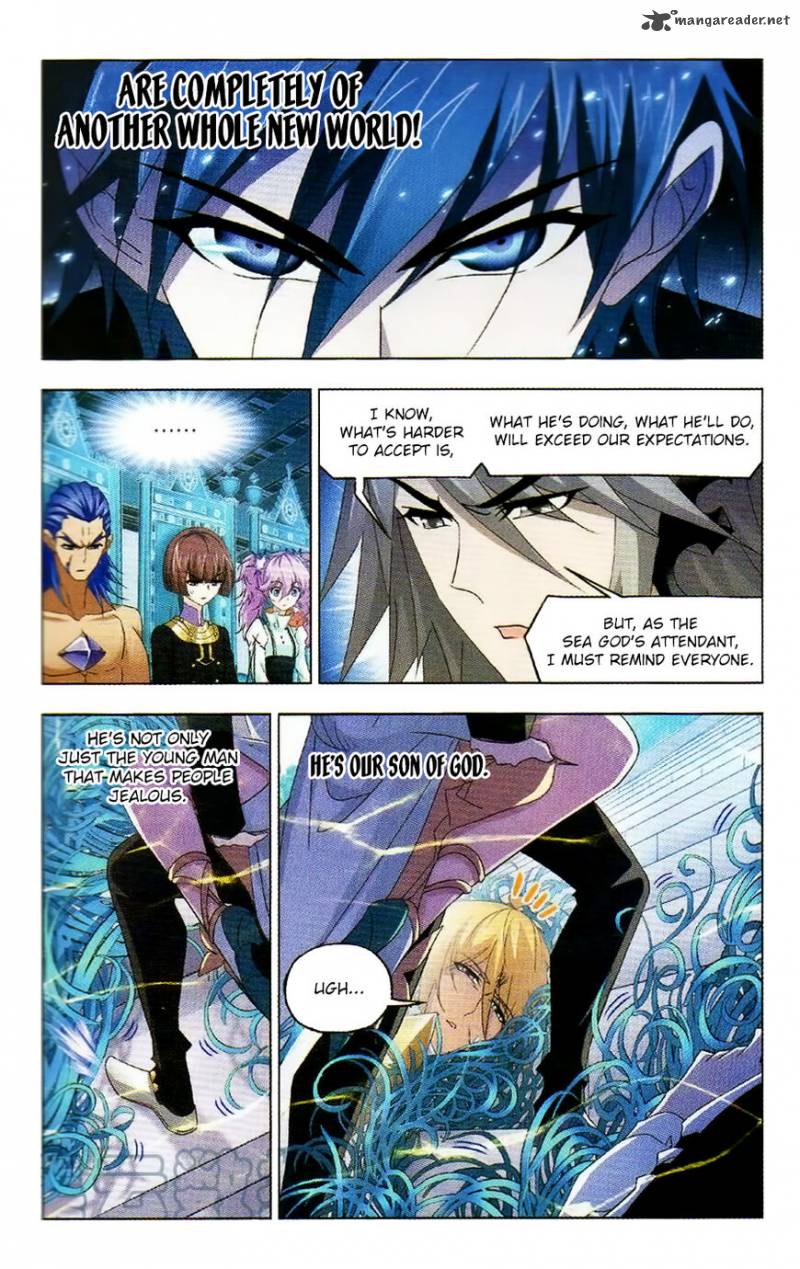 mangareader.net
ARE COMPLETELY OF
ANOTHER WHOLE NEW WORLD!
......
I KNOW,
WHAT'S HARDER
TO ACCEPT IS,
WHAT HE'S DOING, WHAT HE'LL DO,
WILL EXCEED OUR EXPECTATIONS.
BUT, AS THE
SEA GOD'S ATTENDANT,
I MUST REMIND EVERYONE.
HE'S NOT ONLY
JUST THE YOUNG MAN
THAT MAKES PEOPLE
JEALOUS.
HE'S OUR SON OF GOD.
UGH...